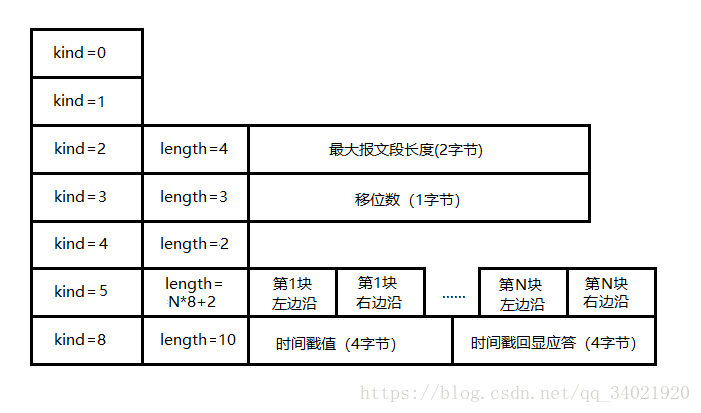 kind=0
kind=1
kind=2 length=4 最大报文段长度(2字节)
kind=3 length=3 移位数（1字节）
kind=4 length=2
kind=5 length= 第1块 第1块 ...... 第N块 第N块
N*8+2 左边沿 右边沿 左边沿 右边沿
kind=8 length=10 时间戳值（4字节） 时间戳回显应答（4字节）
https://blog.csdn.net/qq_34021920